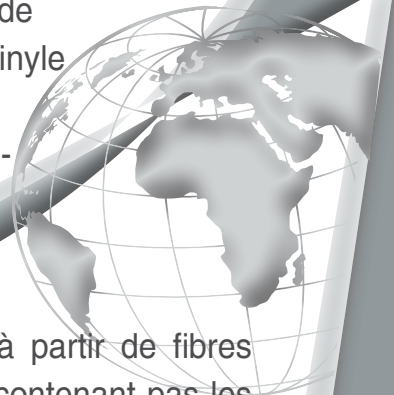 de
inyle
-
à partir de fibres
contenant pas les